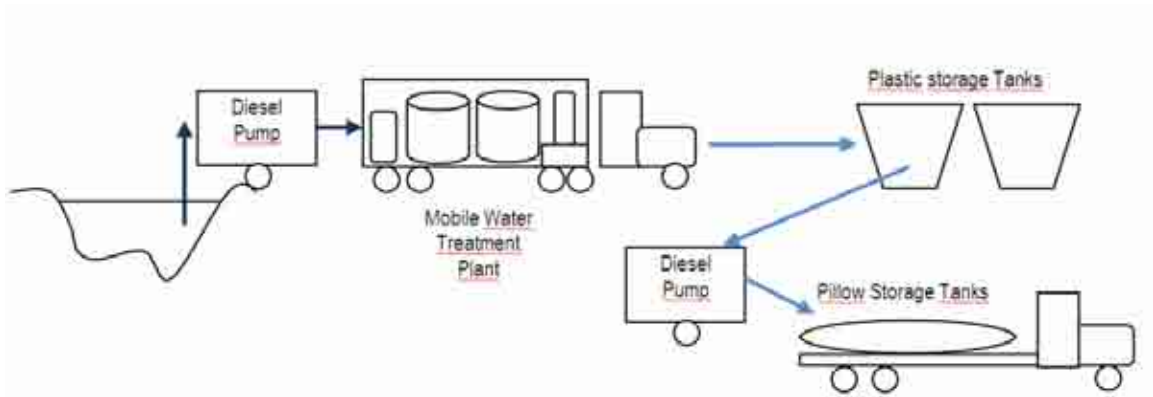 Diesel
Pump
Mobile Water
Treatment
Plant
Plastic storage Tanks
Diesel
Pump
Pillow Storage Tanks